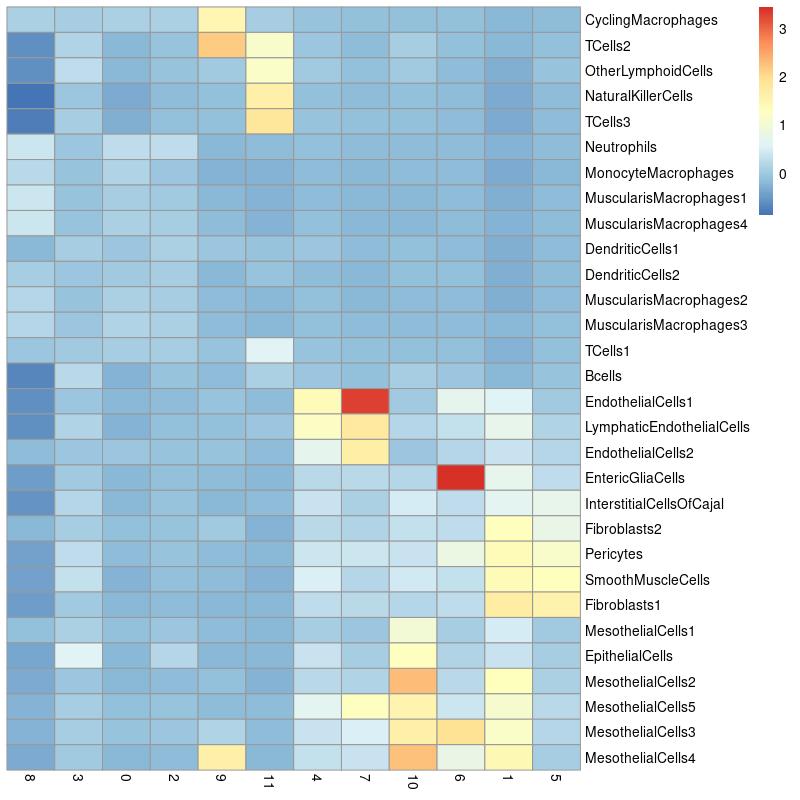 CyclingMacrophages
TCells2
OtherLymphoidCells
NaturalKillerCells
TCells3
Neutrophils
MonocyteMacrophages
MuscularisMacrophages1
MuscularisMacrophages4
DendriticCells1
DendriticCells2
MuscularisMacrophages2
MuscularisMacrophages3
TCells1
Bcells
EndothelialCells1
LymphaticEndothelialCells
EndothelialCells2
EntericGliaCells
InterstitialCellsOfCajal
Fibroblasts2
Pericytes
SmoothMuscleCells
Fibroblasts1
MesothelialCells1
EpithelialCells
MesothelialCells2
MesothelialCells5
MesothelialCells3
MesothelialCells4
8 3 0 2 9 11 4 7 10 6 1 5
3
2
1
0